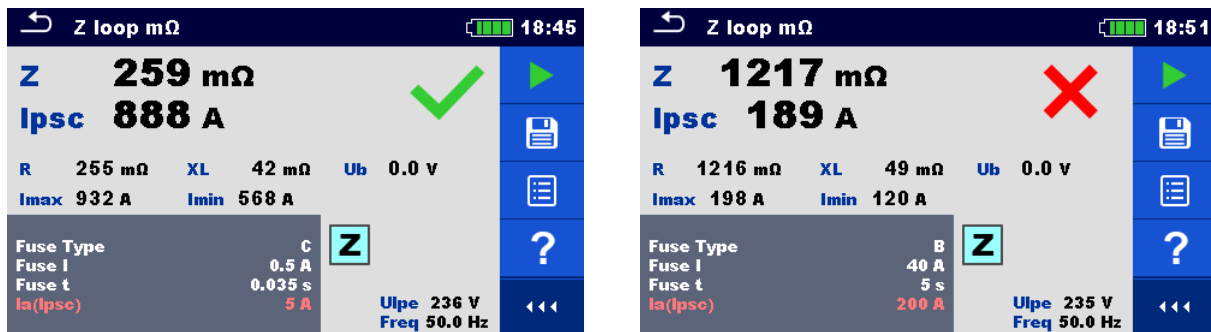 Z loop mΩ 18:45
Z 259 mΩ
Ipsc 888 A
R 255 mΩ XL 42 mΩ Ub 0.0 V
Imax 932 A Imin 568 A
Fuse Type C
Z
?
Fuse I 0.5 A
Fuse t 0.035 s
Ia(Ipsc) 5 A
Ulpe 236 V
Freq 50.0 Hz
Z loop mΩ 18:51
Z 1217 mΩ
Ipsc 189 A
R 1216 mΩ XL 49 mΩ Ub 0.0 V
Imax 198 A Imin 120 A
Fuse Type B
Z
?
Fuse I 40 A
Fuse t 5 s
Ia(Ipsc) 200 A
Ulpe 235 V
Freq 50.0 Hz